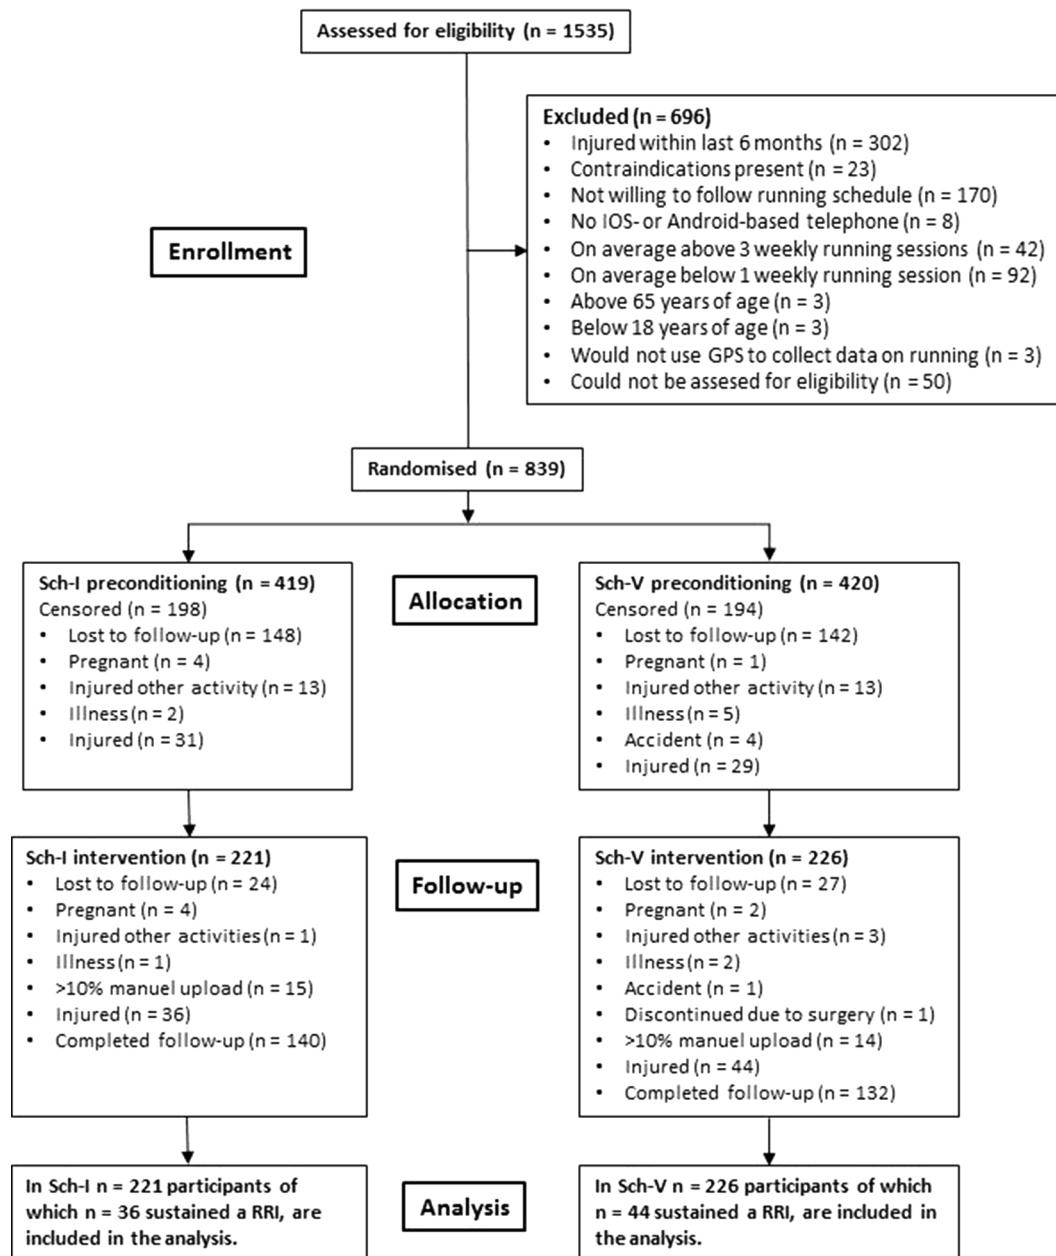 Assessed for eligibility (n = 1535)
Excluded (n = 696)
• Injured within last 6 months (n = 302)
• Contraindications present (n = 23)
• Not willing to follow running schedule (n = 170)
• No IOS- or Android-based telephone (n = 8)
• On average above 3 weekly running sessions (n = 42)
• On average below 1 weekly running session (n = 92)
• Above 65 years of age (n = 3)
• Below 18 years of age (n = 3)
• Would not use GPS to collect data on running (n = 3)
• Could not be assesed for eligibility (n = 50)
Enrollment
Randomised (n = 839)
Sch-I preconditioning (n = 419)
Censored (n = 198)
• Lost to follow-up (n = 148)
• Pregnant (n = 4)
• Injured other activity (n = 13)
• Illness (n = 2)
• Injured (n = 31)
Allocation
Sch-V preconditioning (n = 420)
Censored (n = 194)
• Lost to follow-up (n = 142)
• Pregnant (n = 1)
• Injured other activity (n = 13)
• Illness (n = 5)
• Accident (n = 4)
• Injured (n = 29)
Sch-I intervention (n = 221)
• Lost to follow-up (n = 24)
• Pregnant (n = 4)
• Injured other activities (n = 1)
• Illness (n = 1)
• >10% manuel upload (n = 15)
• Injured (n = 36)
• Completed follow-up (n = 140)
Follow-up
Sch-V intervention (n = 226)
• Lost to follow-up (n = 27)
• Pregnant (n = 2)
• Injured other activities (n = 3)
• Illness (n = 2)
• Accident (n = 1)
• Discontinued due to surgery (n = 1)
• >10% manuel upload (n = 14)
• Injured (n = 44)
• Completed follow-up (n = 132)
In Sch-I n = 221 participants of
which n = 36 sustained a RRI, are
included in the analysis.
Analysis
In Sch-V n = 226 participants of which
n = 44 sustained a RRI, are included in
the analysis.